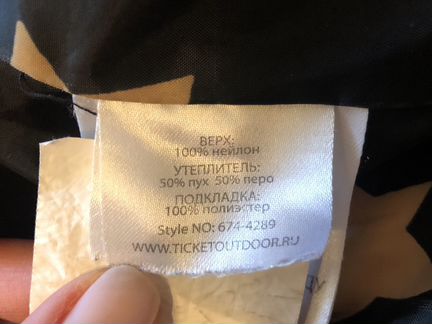 ВЕРХ:
100% нейлон
УТЕПЛИТЕЛЬ:
50% пух 50% перо
ПОДКЛАДКА:
100% полиэстер
Style NO: 674-4289
WWW.TICKETOUTDOOR.RU